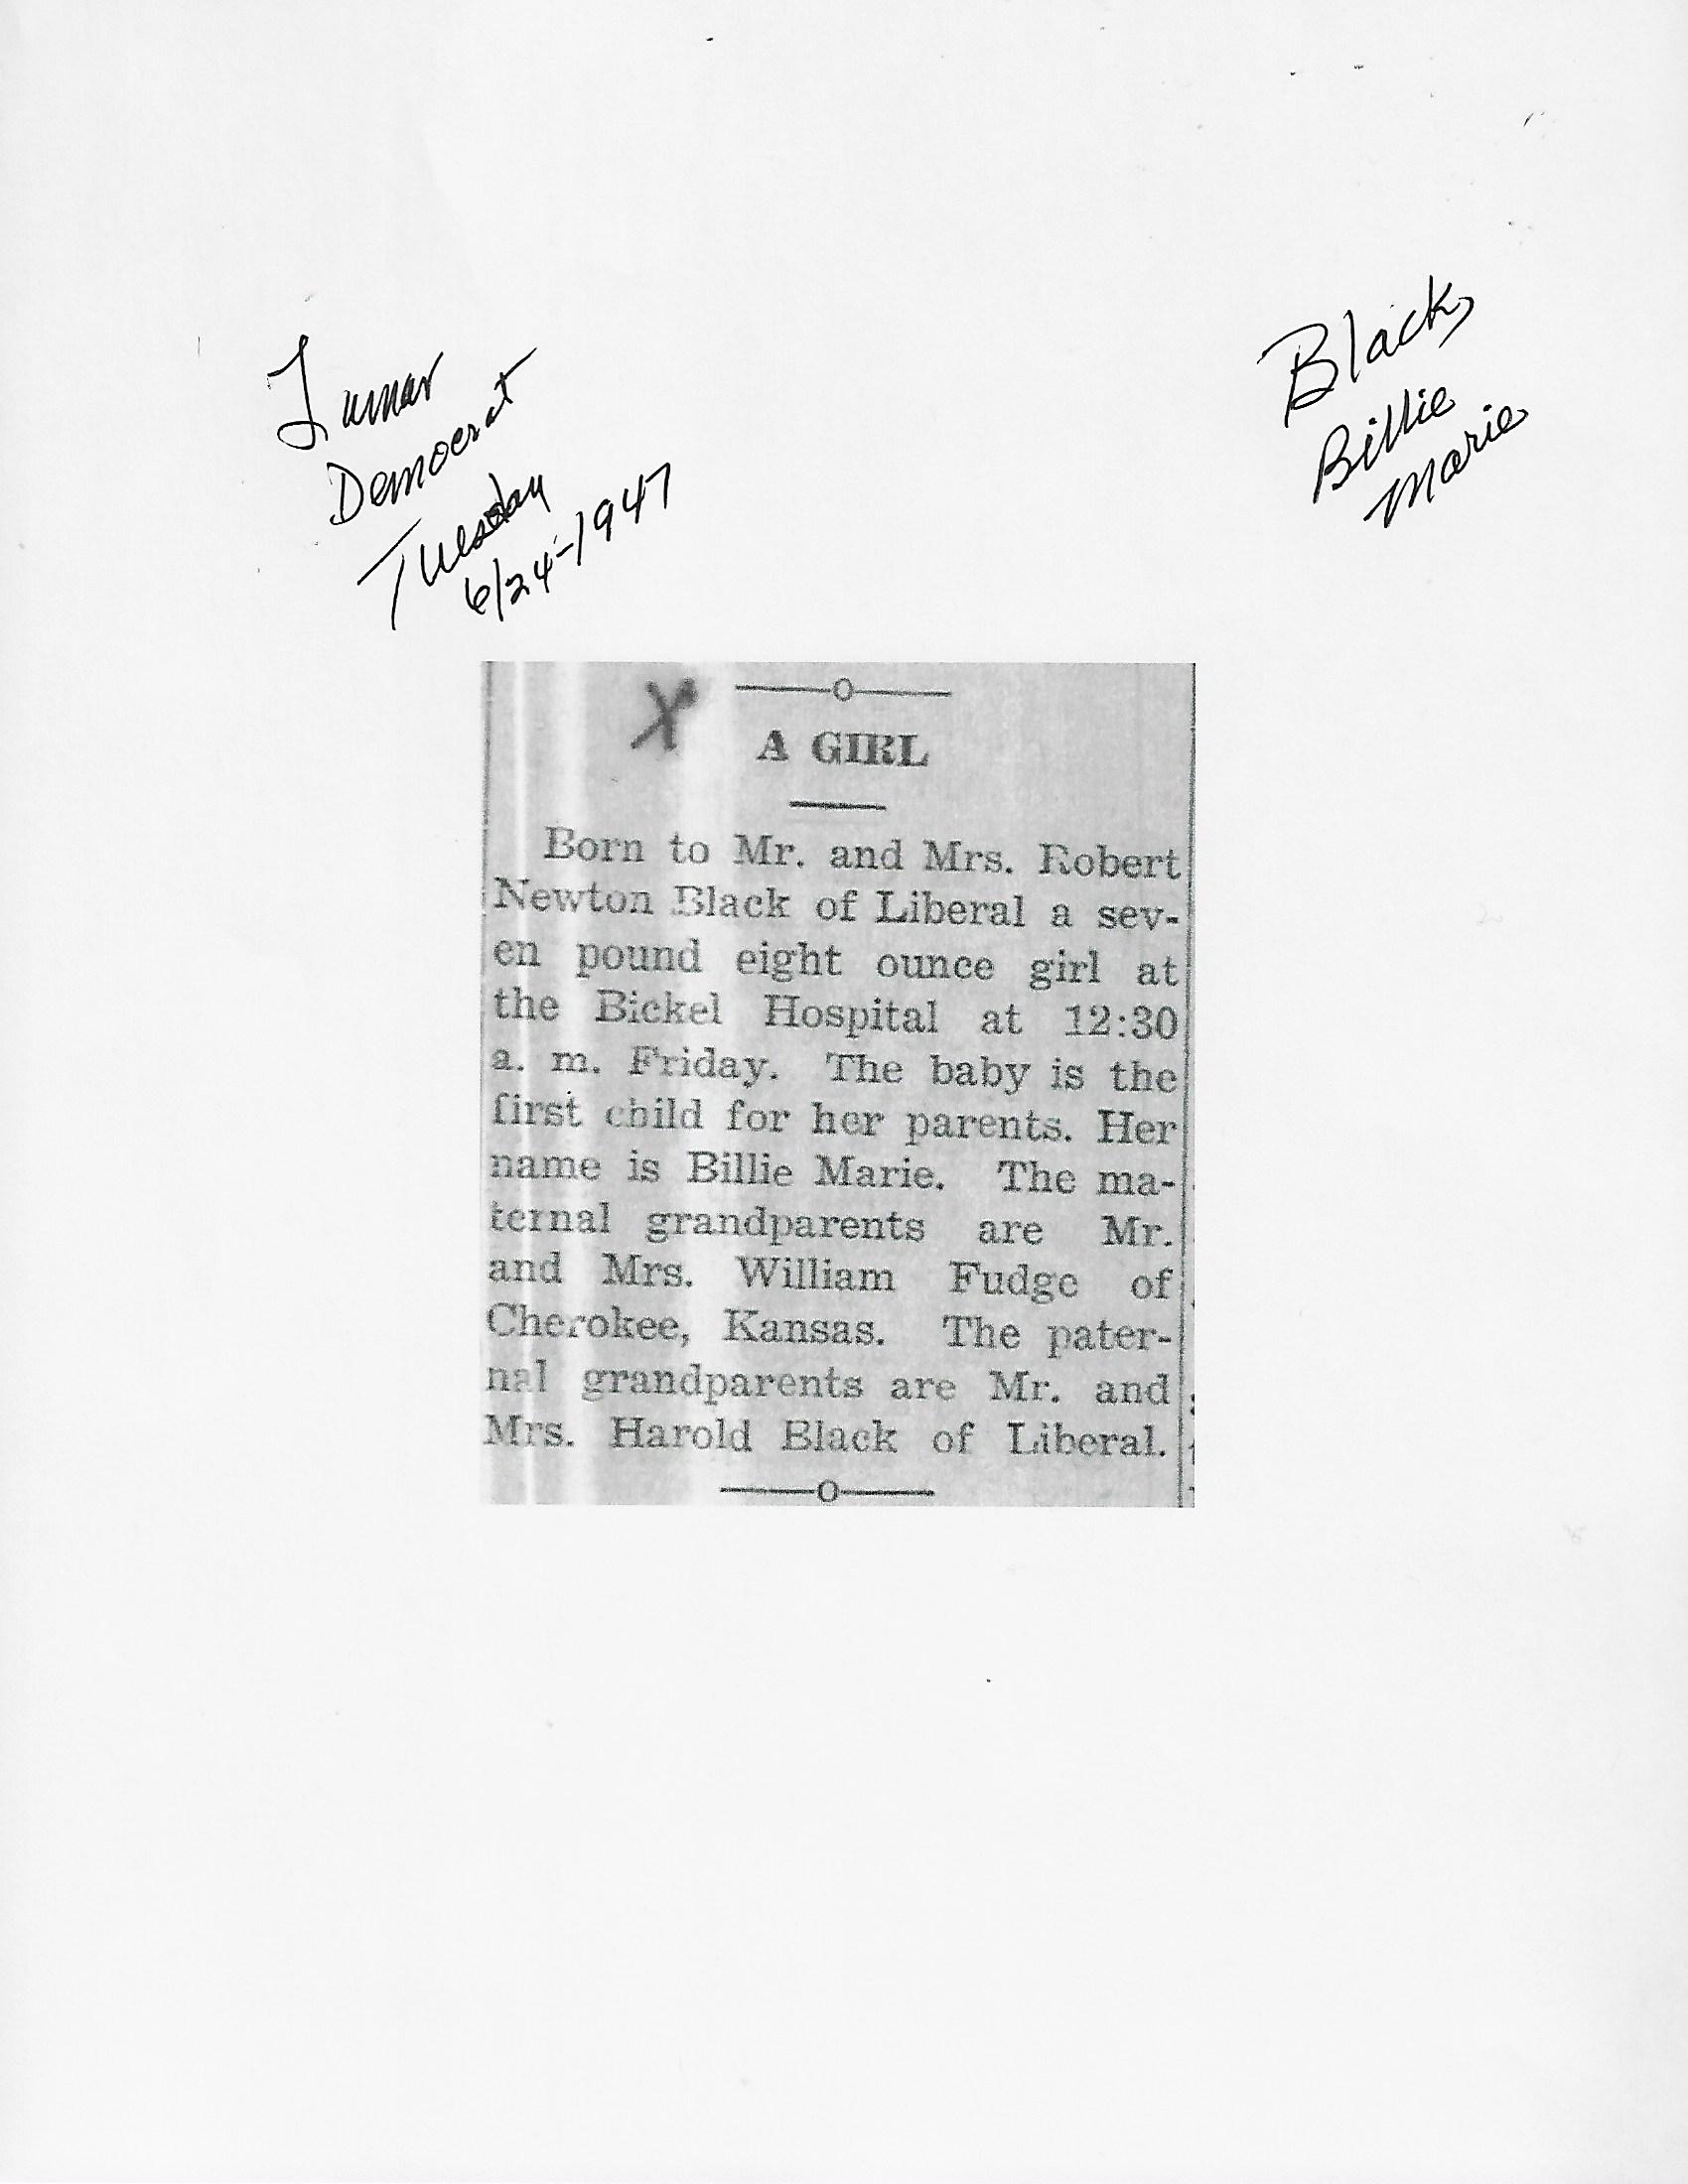 Lamar
Democrat
Tuesday
6/24-1947
Black,
Billie
Marie
X
A GIRL
Born to Mr. and Mrs. Robert
Newton Black of Liberal a sev-
en pound eight ounce girl at
the Bickel Hospital at 12:30
a. m. Friday. The baby is the
first child for her parents. Her
name is Billie Marie. The ma-
ternal grandparents are Mr.
and Mrs. William Fudge of
Cherokee, Kansas. The pater-
nal grandparents are Mr. and
Mrs. Harold Black of Liberal.